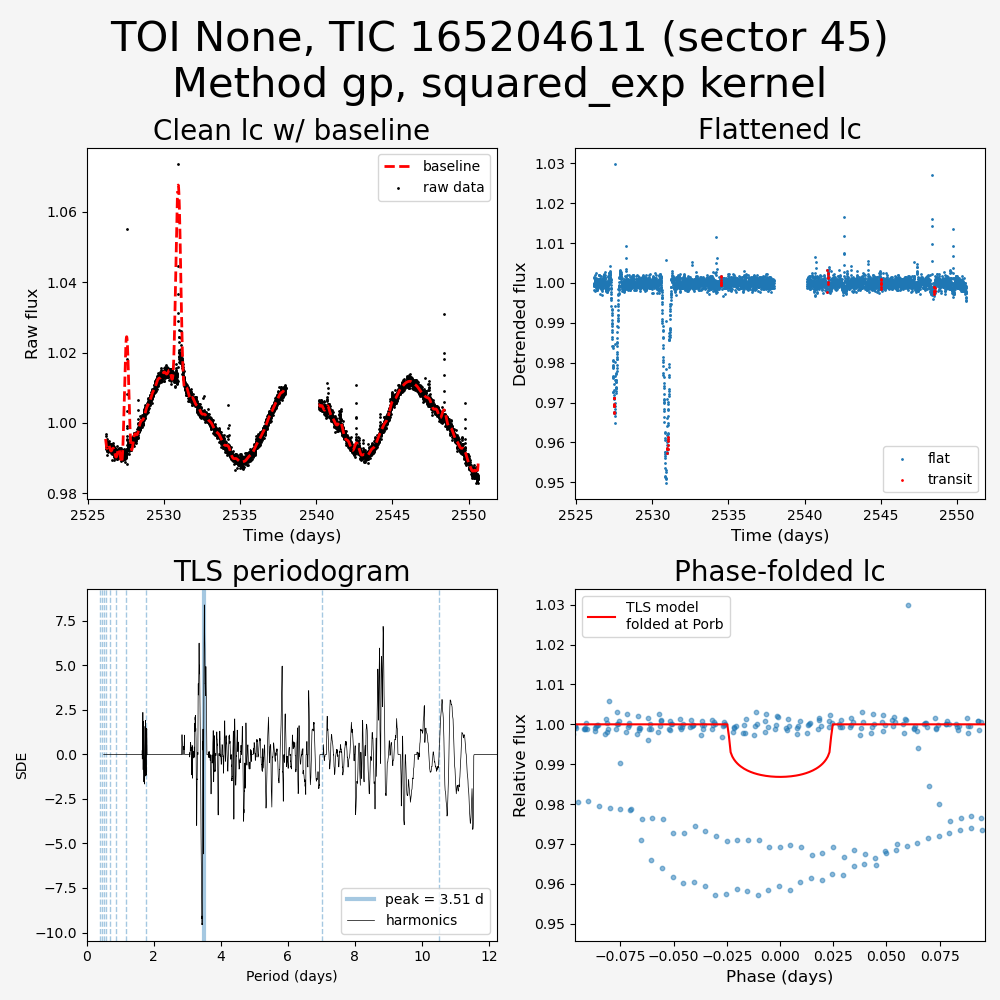 TOI None, TIC 165204611 (sector 45)
Method gp, squared_exp kernel
Clean lc w/ baseline
baseline
raw data
Raw flux
1.06
1.04
1.02
1.00
0.98
2525
2530
2535
2540
2545
2550
Time (days)
Flattened lc
Detrended flux
1.03
1.02
1.01
1.00
0.99
0.98
0.97
0.96
0.95
flat
transit
2525
2530
2535
2540
2545
2550
Time (days)
TLS periodogram
SDE
7.5
5.0
2.5
0.0
−2.5
−5.0
−7.5
−10.0
peak = 3.51 d
harmonics
0
2
4
6
8
10
12
Period (days)
Phase-folded lc
TLS model
folded at Porb
Relative flux
1.03
1.02
1.01
1.00
0.99
0.98
0.97
0.96
0.95
−0.075
−0.050
−0.025
0.000
0.025
0.050
0.075
Phase (days)